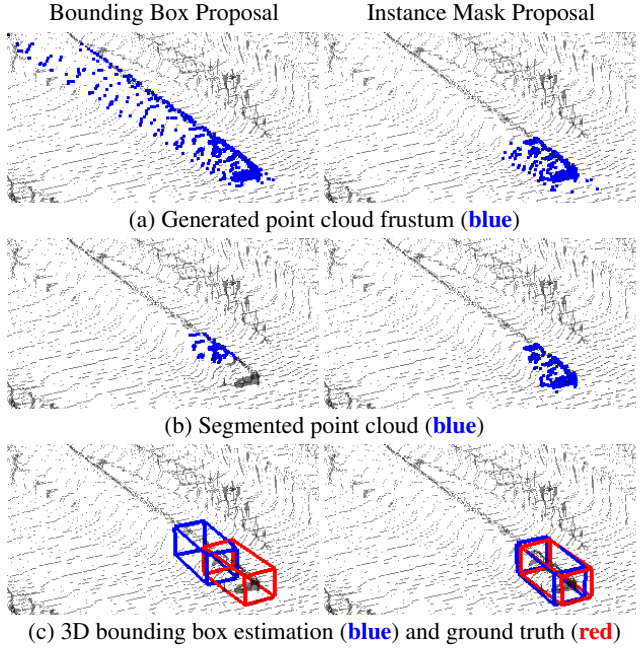 Bounding Box Proposal Instance Mask Proposal
(a) Generated point cloud frustum (blue)
(b) Segmented point cloud (blue)
(c) 3D bounding box estimation (blue) and ground truth (red)